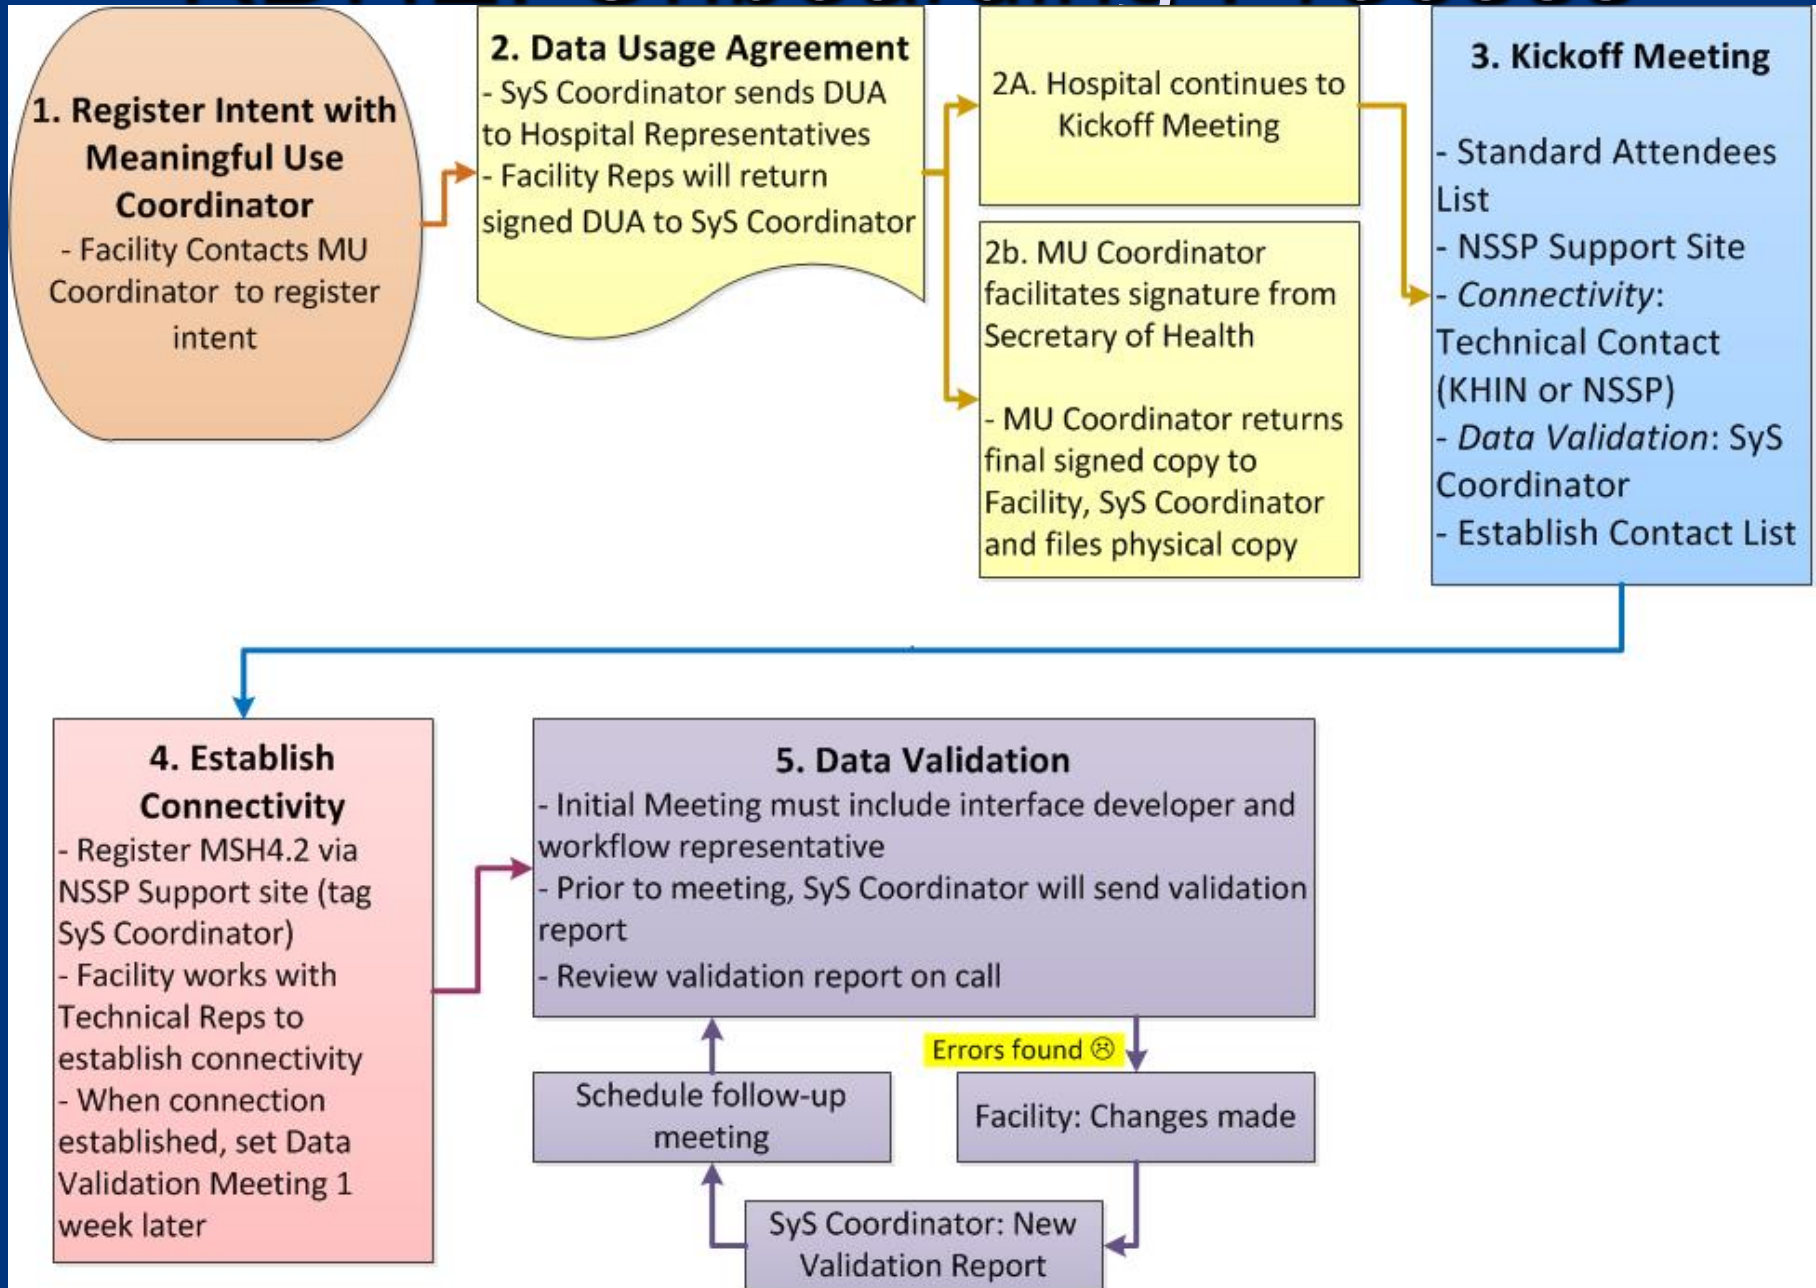 1. Register Intent with
Meaningful Use
Coordinator
- Facility Contacts MU
Coordinator to register
intent
2. Data Usage Agreement
- SyS Coordinator sends DUA
to Hospital Representatives
- Facility Reps will return
signed DUA to SyS Coordinator
2A. Hospital continues to
Kickoff Meeting
2b. MU Coordinator
facilitates signature from
Secretary of Health
- MU Coordinator returns
final signed copy to
Facility, SyS Coordinator
and files physical copy
3. Kickoff Meeting
- Standard Attendees
List
- NSSP Support Site
- Connectivity:
Technical Contact
(KHIN or NSSP)
- Data Validation: SyS
Coordinator
- Establish Contact List
4. Establish
Connectivity
- Register MSH4.2 via
NSSP Support site (tag
SyS Coordinator)
- Facility works with
Technical Reps to
establish connectivity
- When connection
established, set Data
Validation Meeting 1
week later
5. Data Validation
- Initial Meeting must include interface developer and
workflow representative
- Prior to meeting, SyS Coordinator will send validation
report
- Review validation report on call
Errors found ☹
Facility: Changes made
SyS Coordinator: New
Validation Report
Schedule follow-up
meeting